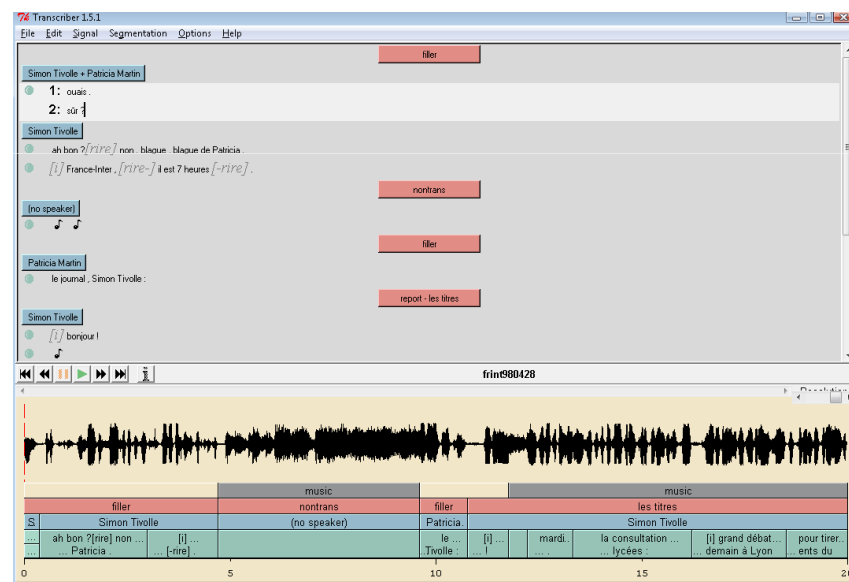 Transcriber 1.5.1
File Edit Signal Segmentation Options Help
filler
Simon Tivolle + Patricia Martin
1: ouais .
2: sûr ?
Simon Tivolle
ah bon ?[rire] non . blague . blague de Patricia .
[i] France-Inter , [rire-] il est 7 heures [-rire] .
nontrans
(no speaker)
♪ ♪
filler
Patricia Martin
le journal , Simon Tivolle :
report - les titres
Simon Tivolle
[i] bonjour !
♪
frint980428
music music
filler nontrans filler les titres
S Simon Tivolle (no speaker) Patricia. Simon Tivolle
... ah bon ?[rire] non ... [i] ... le ... [i] ... mardi.. la consultation ... [i] grand débat... pour tirer..
... ... Patricia . ... [-rire] . ..Tivolle : ... ! ... . ... lycées : ... demain à Lyon ... ents du
0 5 10 15 20